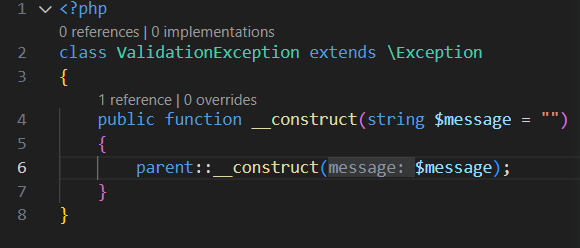 1 <?php
0 references | 0 implementations
2 class ValidationException extends \Exception
3 {
1 reference | 0 overrides
4 public function __construct(string $message = "")
5 {
6 parent::__construct(message: $message);
7 }
8 }